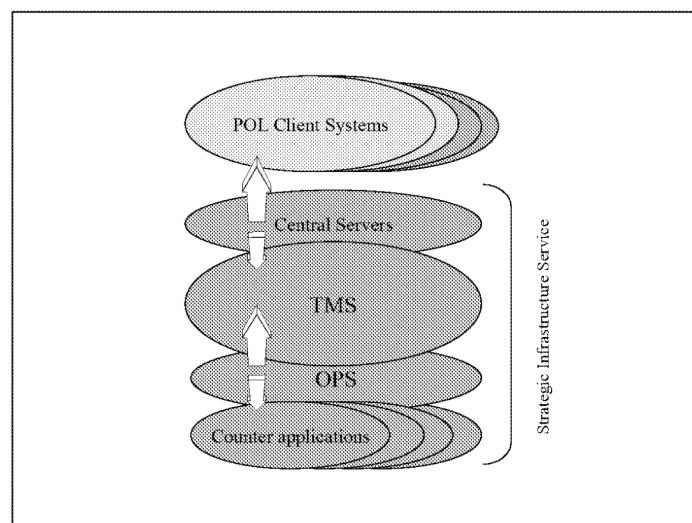 POL Client Systems
Central Servers
TMS
OPS
Counter applications
Strategic Infrastructure Service